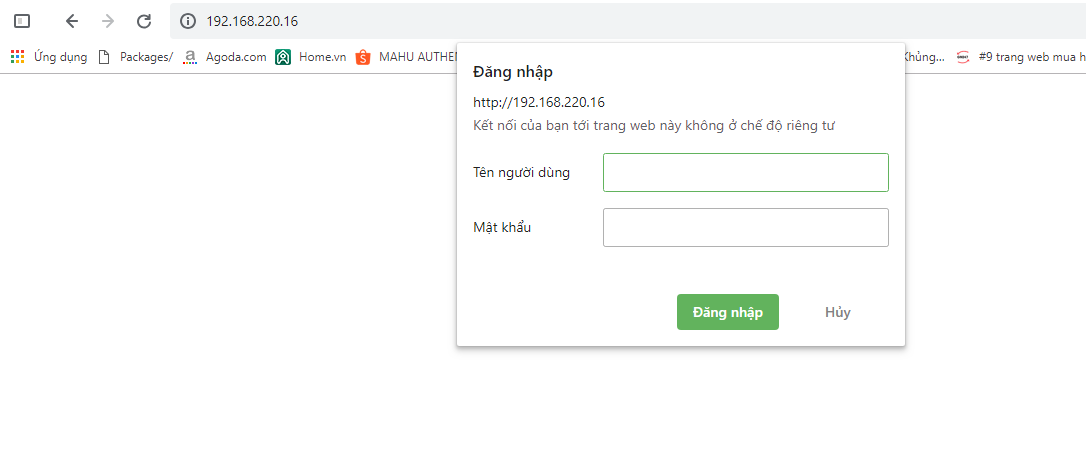 192.168.220.16
Ứng dụng Packages/ Agoda.com Home.vn MAHU AUTHEN Khủng... #9 trang web mua h
Đăng nhập
http://192.168.220.16
Kết nối của bạn tới trang web này không ở chế độ riêng tư
Tên người dùng
Mật khẩu
Đăng nhập Hủy